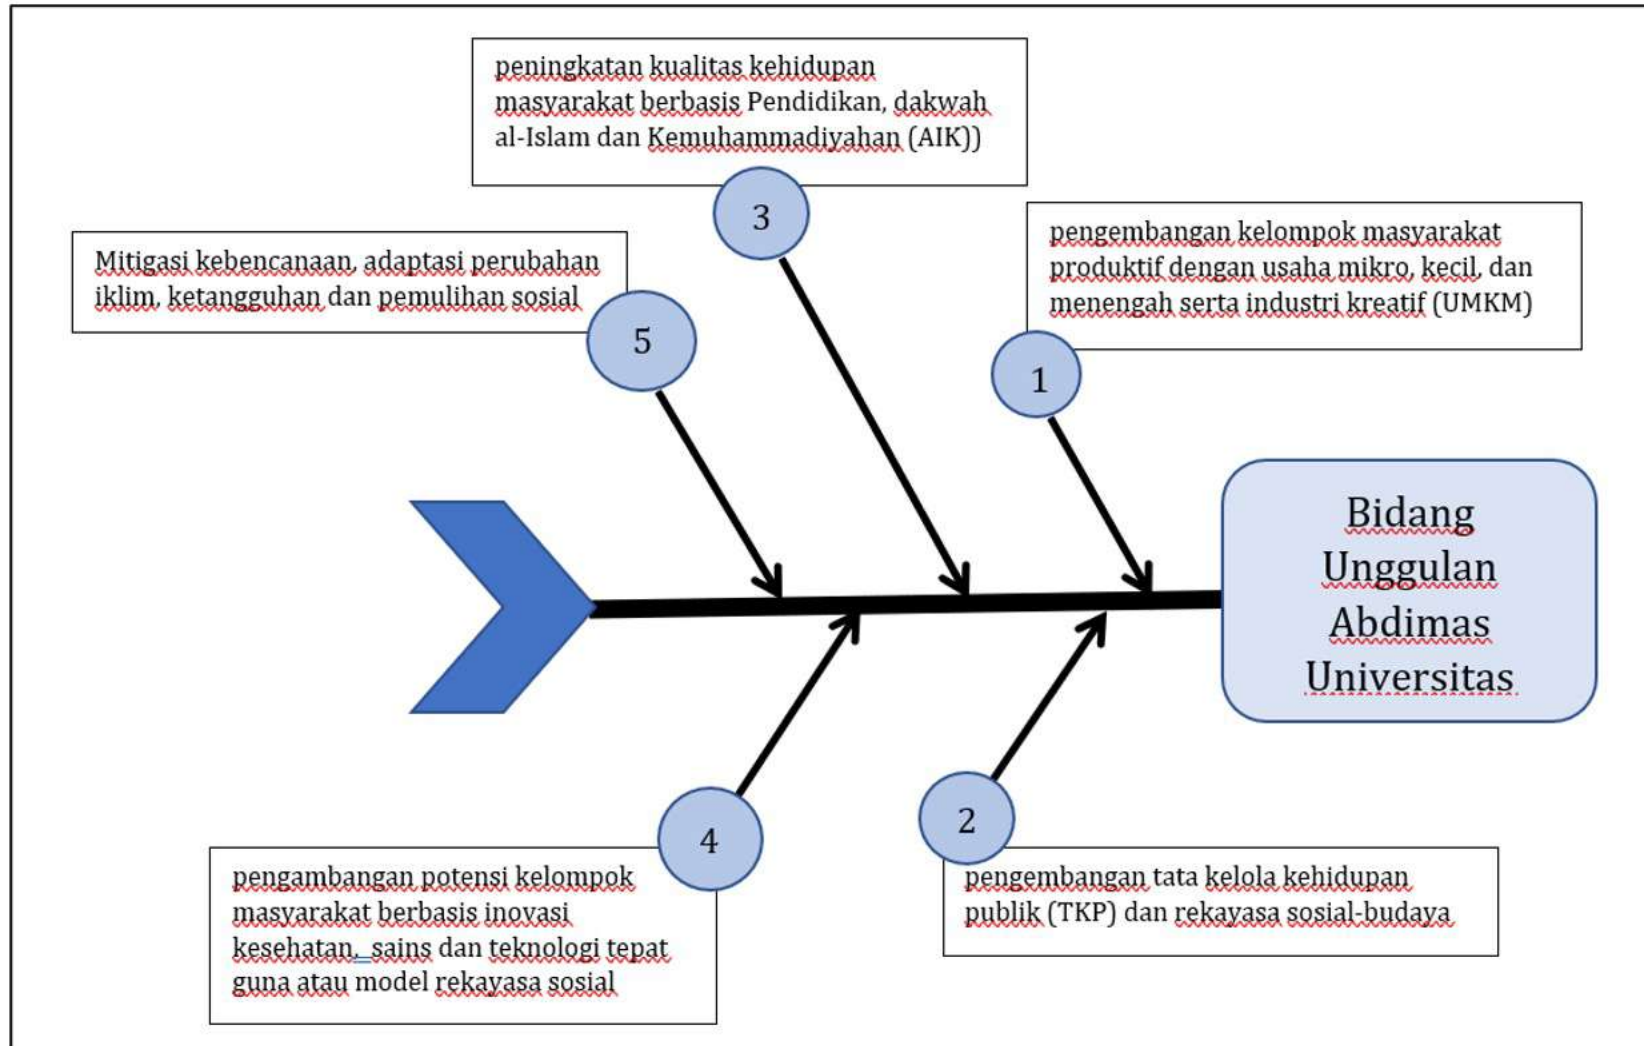 peningkatan kualitas kehidupan
masyarakat berbasis Pendidikan, dakwah
al-Islam dan Kemuhammadiyahan (AIK))
3
pengembangan kelompok masyarakat
produktif dengan usaha mikro, kecil, dan
menengah serta industri kreatif (UMKM)
1
Mitigasi kebencanaan, adaptasi perubahan
iklim, ketangguhan dan pemulihan sosial
5
Bidang
Unggulan
Abdimas
Universitas
4
pengambangan potensi kelompok
masyarakat berbasis inovasi
kesehatan, sains dan teknologi tepat
guna atau model rekayasa sosial
2
pengembangan tata kelola kehidupan
publik (TKP) dan rekayasa sosial-budaya